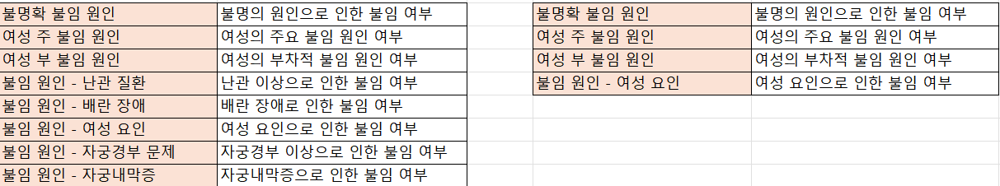 불명확 불임 원인 불명의 원인으로 인한 불임 여부
여성 주 불임 원인 여성의 주요 불임 원인 여부
여성 부 불임 원인 여성의 부차적 불임 원인 여부
불임 원인 - 난관 질환 난관 이상으로 인한 불임 여부
불임 원인 - 배란 장애 배란 장애로 인한 불임 여부
불임 원인 - 여성 요인 여성 요인으로 인한 불임 여부
불임 원인 - 자궁경부 문제 자궁경부 이상으로 인한 불임 여부
불임 원인 - 자궁내막증 자궁내막증으로 인한 불임 여부
불명확 불임 원인 불명의 원인으로 인한 불임 여부
여성 주 불임 원인 여성의 주요 불임 원인 여부
여성 부 불임 원인 여성의 부차적 불임 원인 여부
불임 원인 - 여성 요인 여성 요인으로 인한 불임 여부